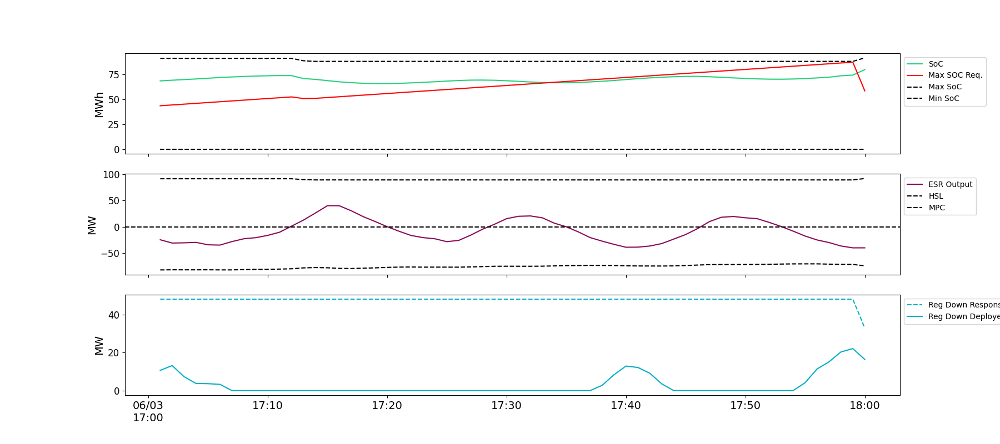 75
50
25
0
MWh
SoC
Max SOC Req.
Max SoC
Min SoC
100
50
0
−50
MW
ESR Output
HSL
MPC
40
20
0
MW
Reg Down
Reg Down
06/03
17:00
17:10
17:20
17:30
17:40
17:50
18:00